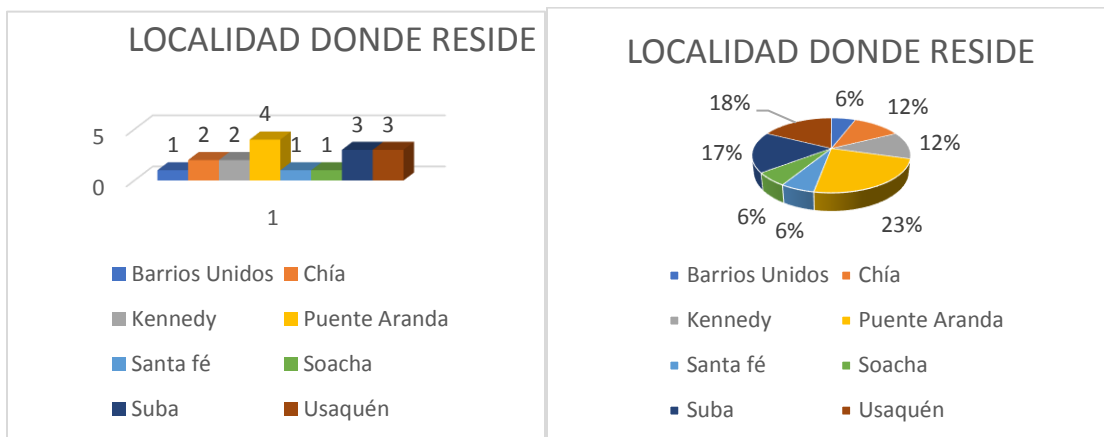 LOCALIDAD DONDE RESIDE
5
0
1
2
2
4
1
1
3
3
1
Barrios Unidos
Chía
Kennedy
Puente Aranda
Santa fé
Soacha
Suba
Usaquén
LOCALIDAD DONDE RESIDE
18%
6%
12%
12%
17%
23%
6%
6%
Barrios Unidos
Chía
Kennedy
Puente Aranda
Santa fé
Soacha
Suba
Usaquén